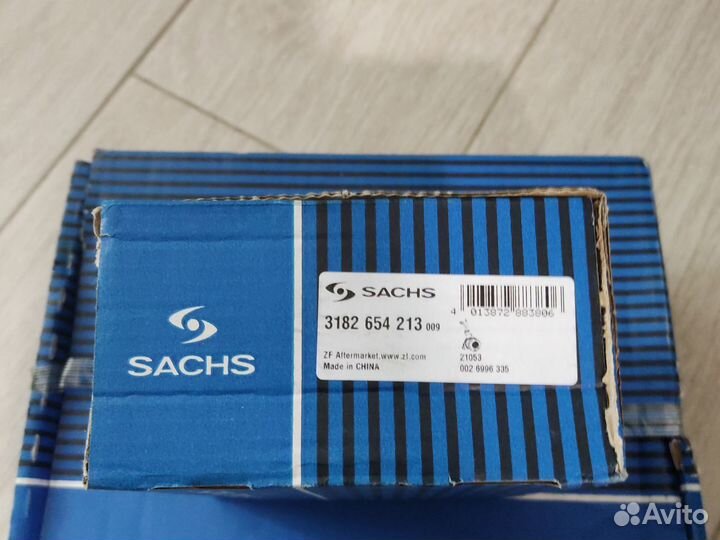 SACHS
SACHS
3182 654 213 009
4 013872 883806
ZF Aftermarket.www.zf.com
Made in CHINA
21053
002 6996 335
Avito